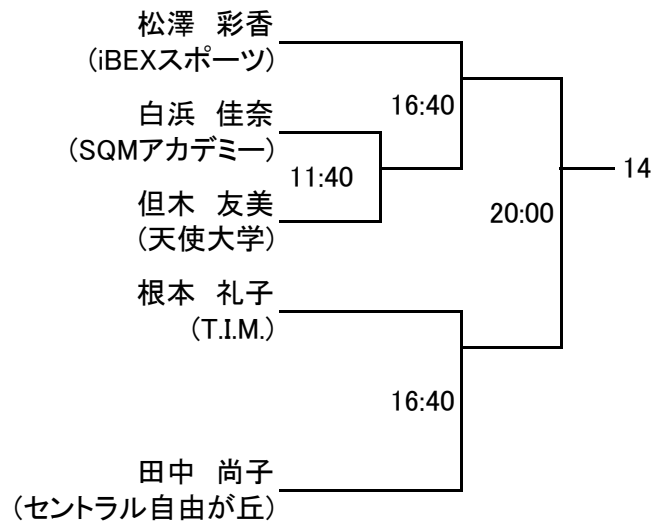 松澤　彩香
(iBEXスポーツ)
16:40
白浜　佳奈
(SQMアカデミー)
11:40
14
但木　友美
(天使大学)
20:00
根本　礼子
(T.I.M.)
16:40
田中　尚子
(セントラル自由が丘)